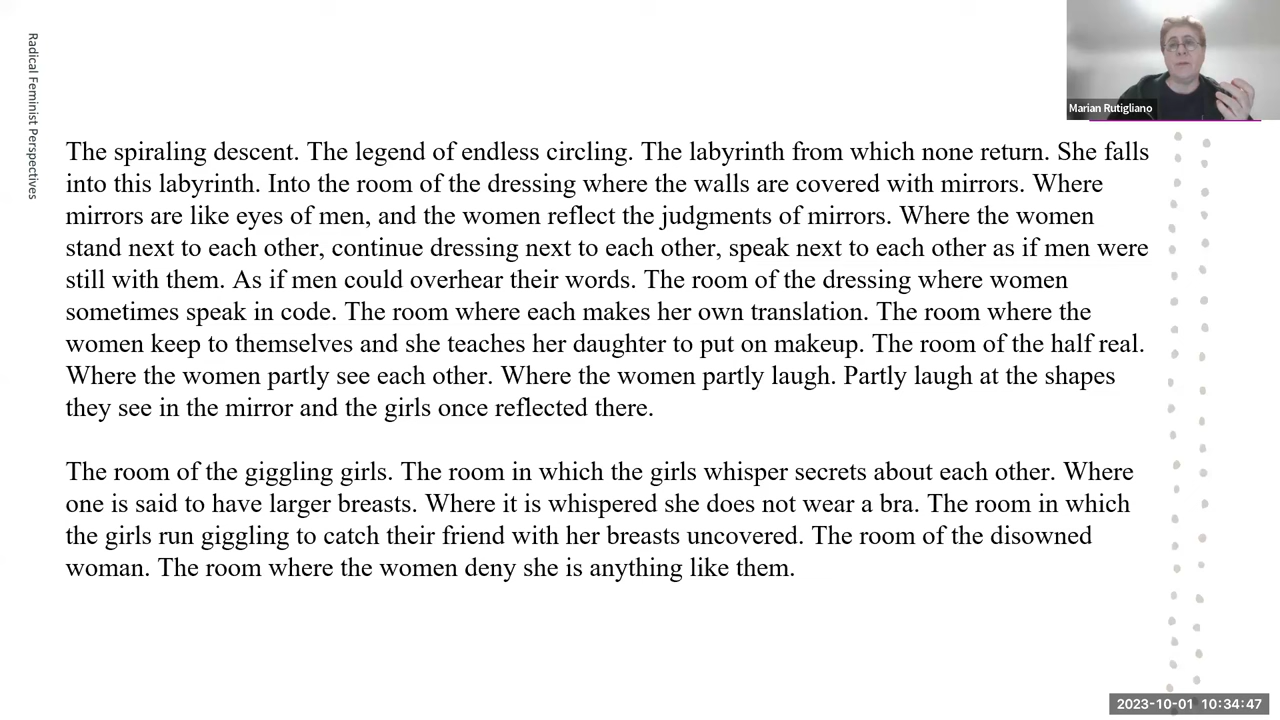 Radical Feminist Perspectives
Marian Rutigliano
The spiraling descent. The legend of endless circling. The labyrinth from which none return. She falls
into this labyrinth. Into the room of the dressing where the walls are covered with mirrors. Where
mirrors are like eyes of men, and the women reflect the judgments of mirrors. Where the women
stand next to each other, continue dressing next to each other, speak next to each other as if men were
still with them. As if men could overhear their words. The room of the dressing where women
sometimes speak in code. The room where each makes her own translation. The room where the
women keep to themselves and she teaches her daughter to put on makeup. The room of the half real.
Where the women partly see each other. Where the women partly laugh. Partly laugh at the shapes
they see in the mirror and the girls once reflected there.
The room of the giggling girls. The room in which the girls whisper secrets about each other. Where
one is said to have larger breasts. Where it is whispered she does not wear a bra. The room in which
the girls run giggling to catch their friend with her breasts uncovered. The room of the disowned
woman. The room where the women deny she is anything like them.
2023-10-01 10:34:47